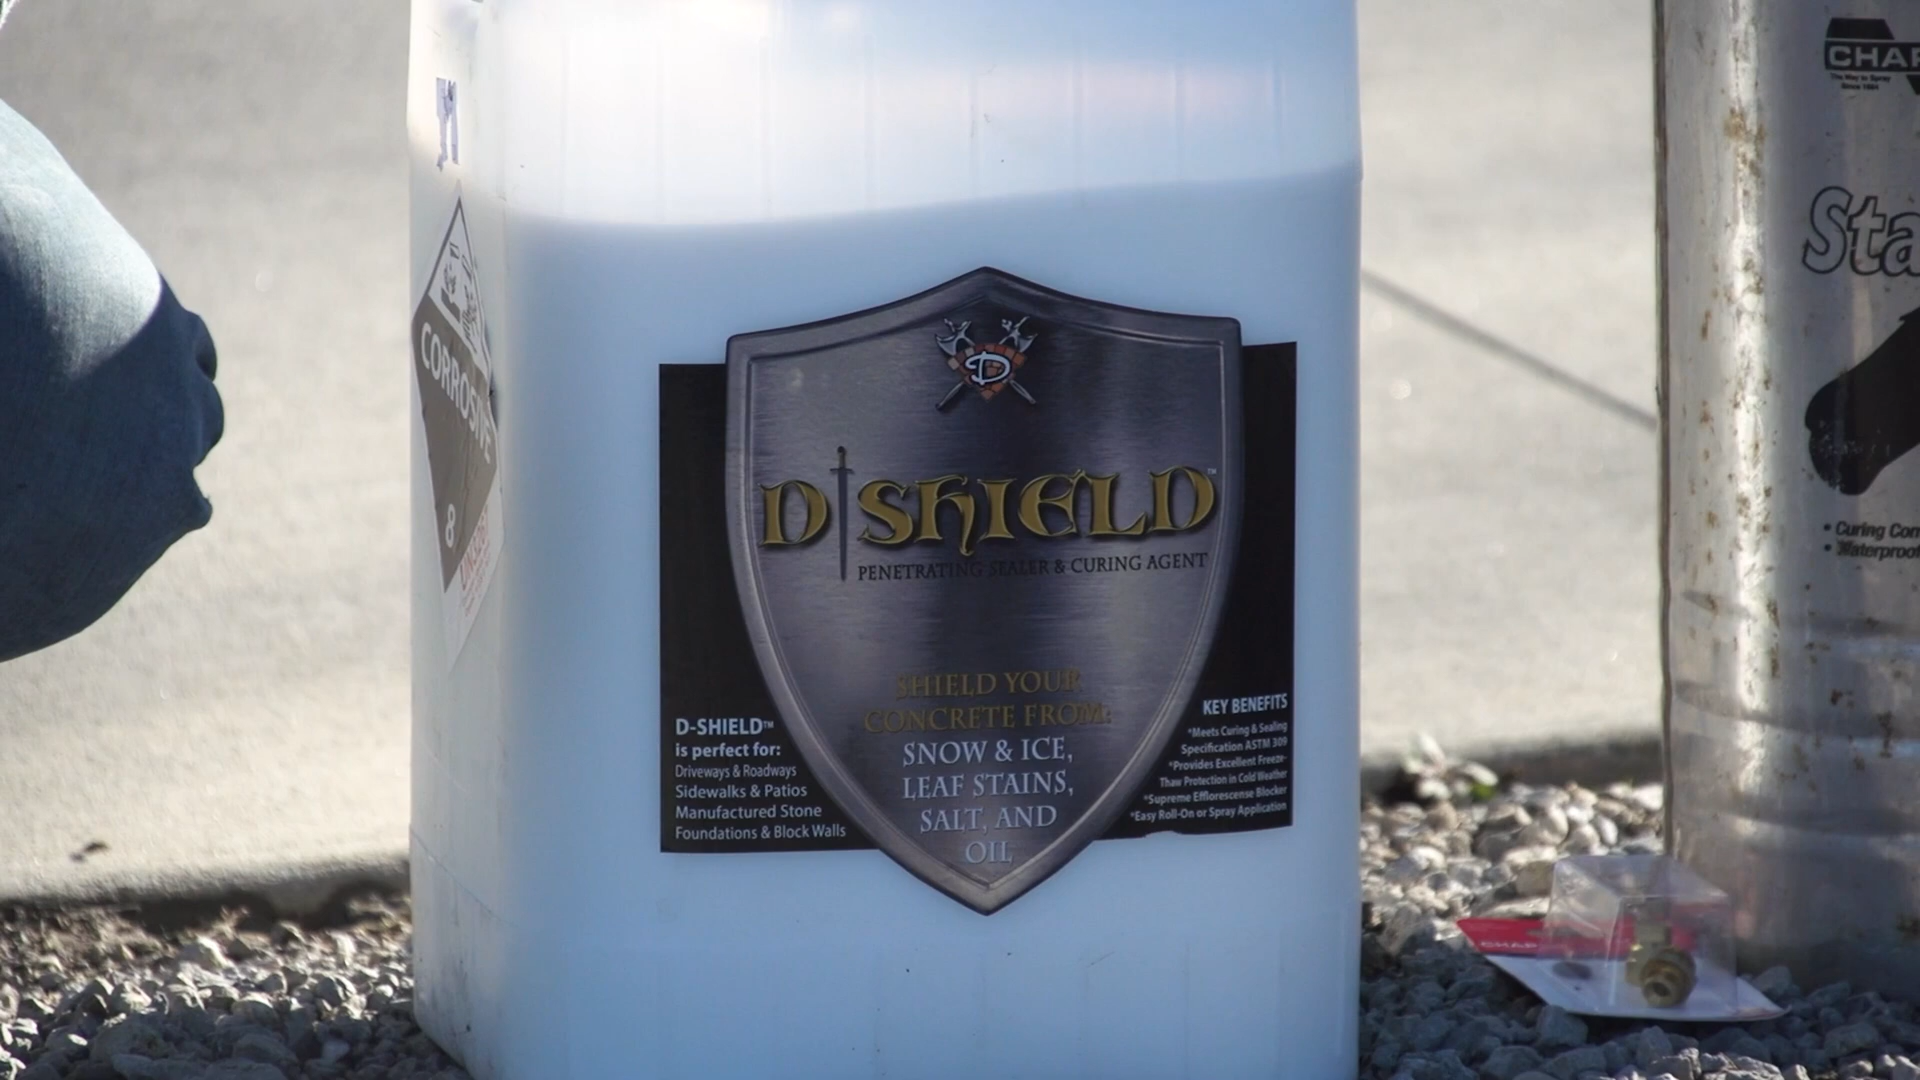 CORROSIVE
8
D
D SHIELD™
PENETRATING SEALER & CURING AGENT
SHIELD YOUR
CONCRETE FROM:
SNOW & ICE,
LEAF STAINS,
SALT, AND
OIL
D-SHIELD™
is perfect for:
Driveways & Roadways
Sidewalks & Patios
Manufactured Stone
Foundations & Block Walls
KEY BENEFITS
*Meets Curing & Sealing
Specification ASTM 309
*Provides Excellent Freeze-
Thaw Protection in Cold Weather
*Supreme Efflorescense Blocker
*Easy Roll-On or Spray Application
CHAP
The Way to Spray
Since 1884
Sta
• Curing Con
• Waterproof
CHAP